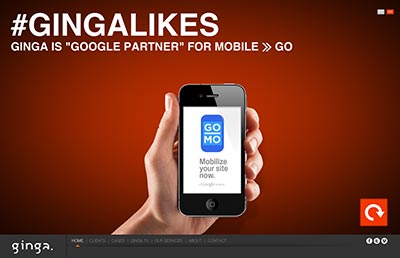 #GINGALIKES
GINGA IS "GOOGLE PARTNER" FOR MOBILE >> GO
GO
MO
Mobilize
your site
now.
Google
ginga.
HOME | CLIENTS | CASES | GINGA.TV | OUR SERVICES | ABOUT | CONTACT